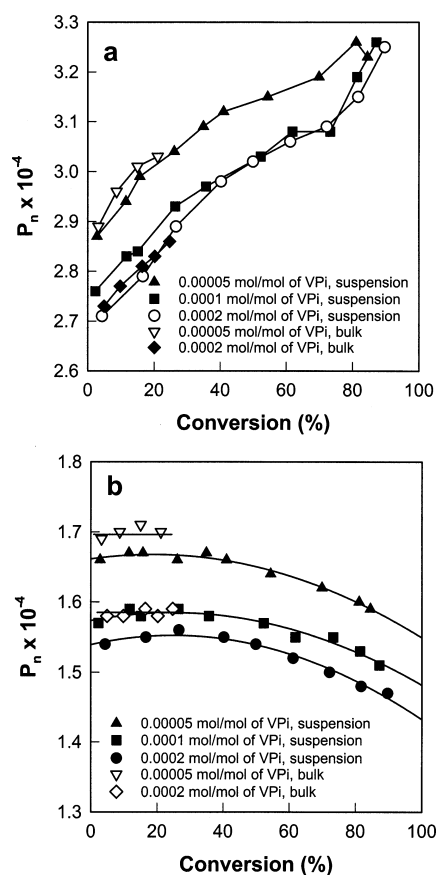 3.3
a
3.2
3.1
3.0
2.9
2.8
2.7
2.6
Pn x 10-4
0.00005 mol/mol of VPi, suspension
0.0001 mol/mol of VPi, suspension
0.0002 mol/mol of VPi, suspension
0.00005 mol/mol of VPi, bulk
0.0002 mol/mol of VPi, bulk
0 20 40 60 80 100
Conversion (%)
1.8
b
1.7
1.6
1.5
1.4
1.3
Pn x 10-4
0.00005 mol/mol of VPi, suspension
0.0001 mol/mol of VPi, suspension
0.0002 mol/mol of VPi, suspension
0.00005 mol/mol of VPi, bulk
0.0002 mol/mol of VPi, bulk
0 20 40 60 80 100
Conversion (%)